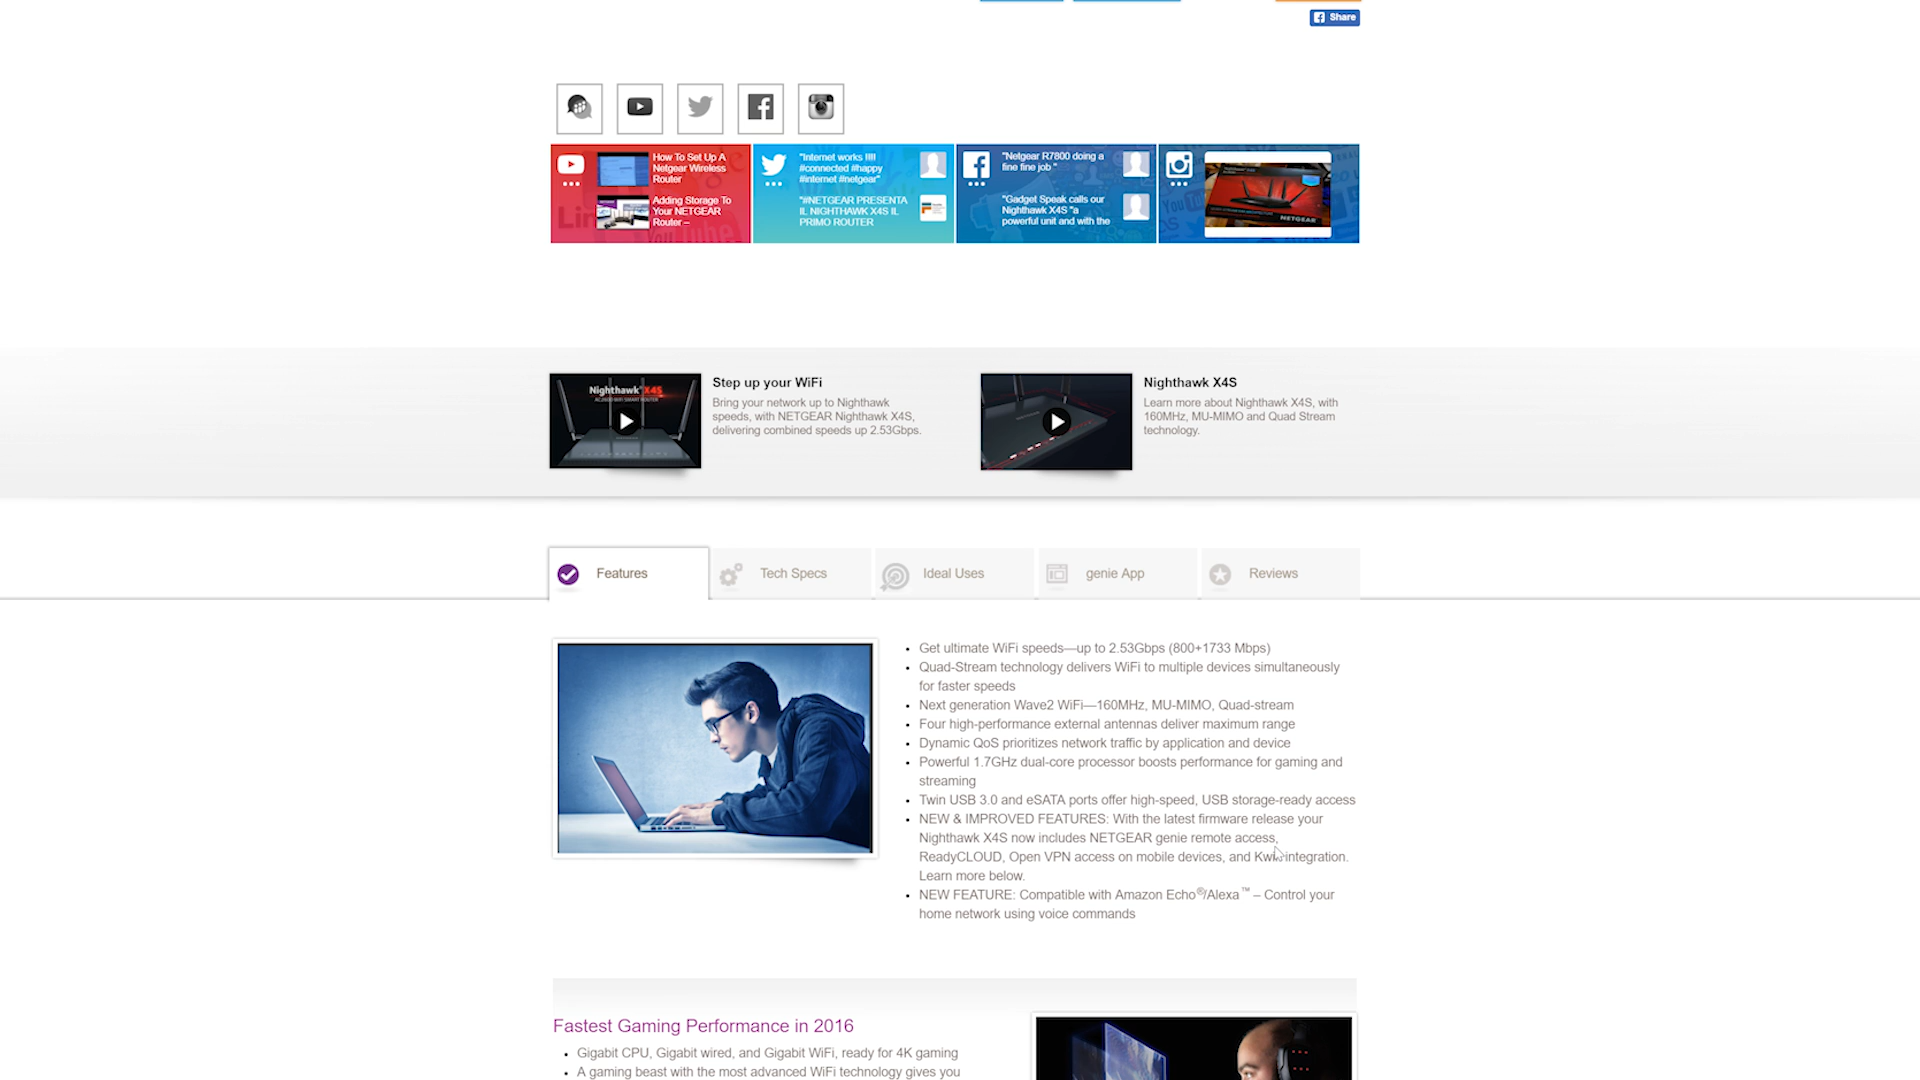 Share
How To Set Up A
Netgear Wireless
Router
Adding Storage To
Your NETGEAR
Router –
"Internet works !!!!
#connected #happy
#internet #netgear"
"#NETGEAR PRESENTA
IL NIGHTHAWK X4S IL
PRIMO ROUTER
"Netgear R7800 doing a
fine fine job "
"Gadget Speak calls our
Nighthawk X4S "a
powerful unit and with the
NETGEAR
Nighthawk X4S
Step up your WiFi
Bring your network up to Nighthawk
speeds, with NETGEAR Nighthawk X4S,
delivering combined speeds up 2.53Gbps.
Nighthawk X4S
Learn more about Nighthawk X4S, with
160MHz, MU-MIMO and Quad Stream
technology.
Features
Tech Specs
Ideal Uses
genie App
Reviews
Get ultimate WiFi speeds—up to 2.53Gbps (800+1733 Mbps)
Quad-Stream technology delivers WiFi to multiple devices simultaneously
for faster speeds
Next generation Wave2 WiFi—160MHz, MU-MIMO, Quad-stream
Four high-performance external antennas deliver maximum range
Dynamic QoS prioritizes network traffic by application and device
Powerful 1.7GHz dual-core processor boosts performance for gaming and
streaming
Twin USB 3.0 and eSATA ports offer high-speed, USB storage-ready access
NEW & IMPROVED FEATURES: With the latest firmware release your
Nighthawk X4S now includes NETGEAR genie remote access,
ReadyCLOUD, Open VPN access on mobile devices, and Kwilt integration.
Learn more below.
NEW FEATURE: Compatible with Amazon Echo®/Alexa™ – Control your
home network using voice commands
Fastest Gaming Performance in 2016
Gigabit CPU, Gigabit wired, and Gigabit WiFi, ready for 4K gaming
A gaming beast with the most advanced WiFi technology gives you